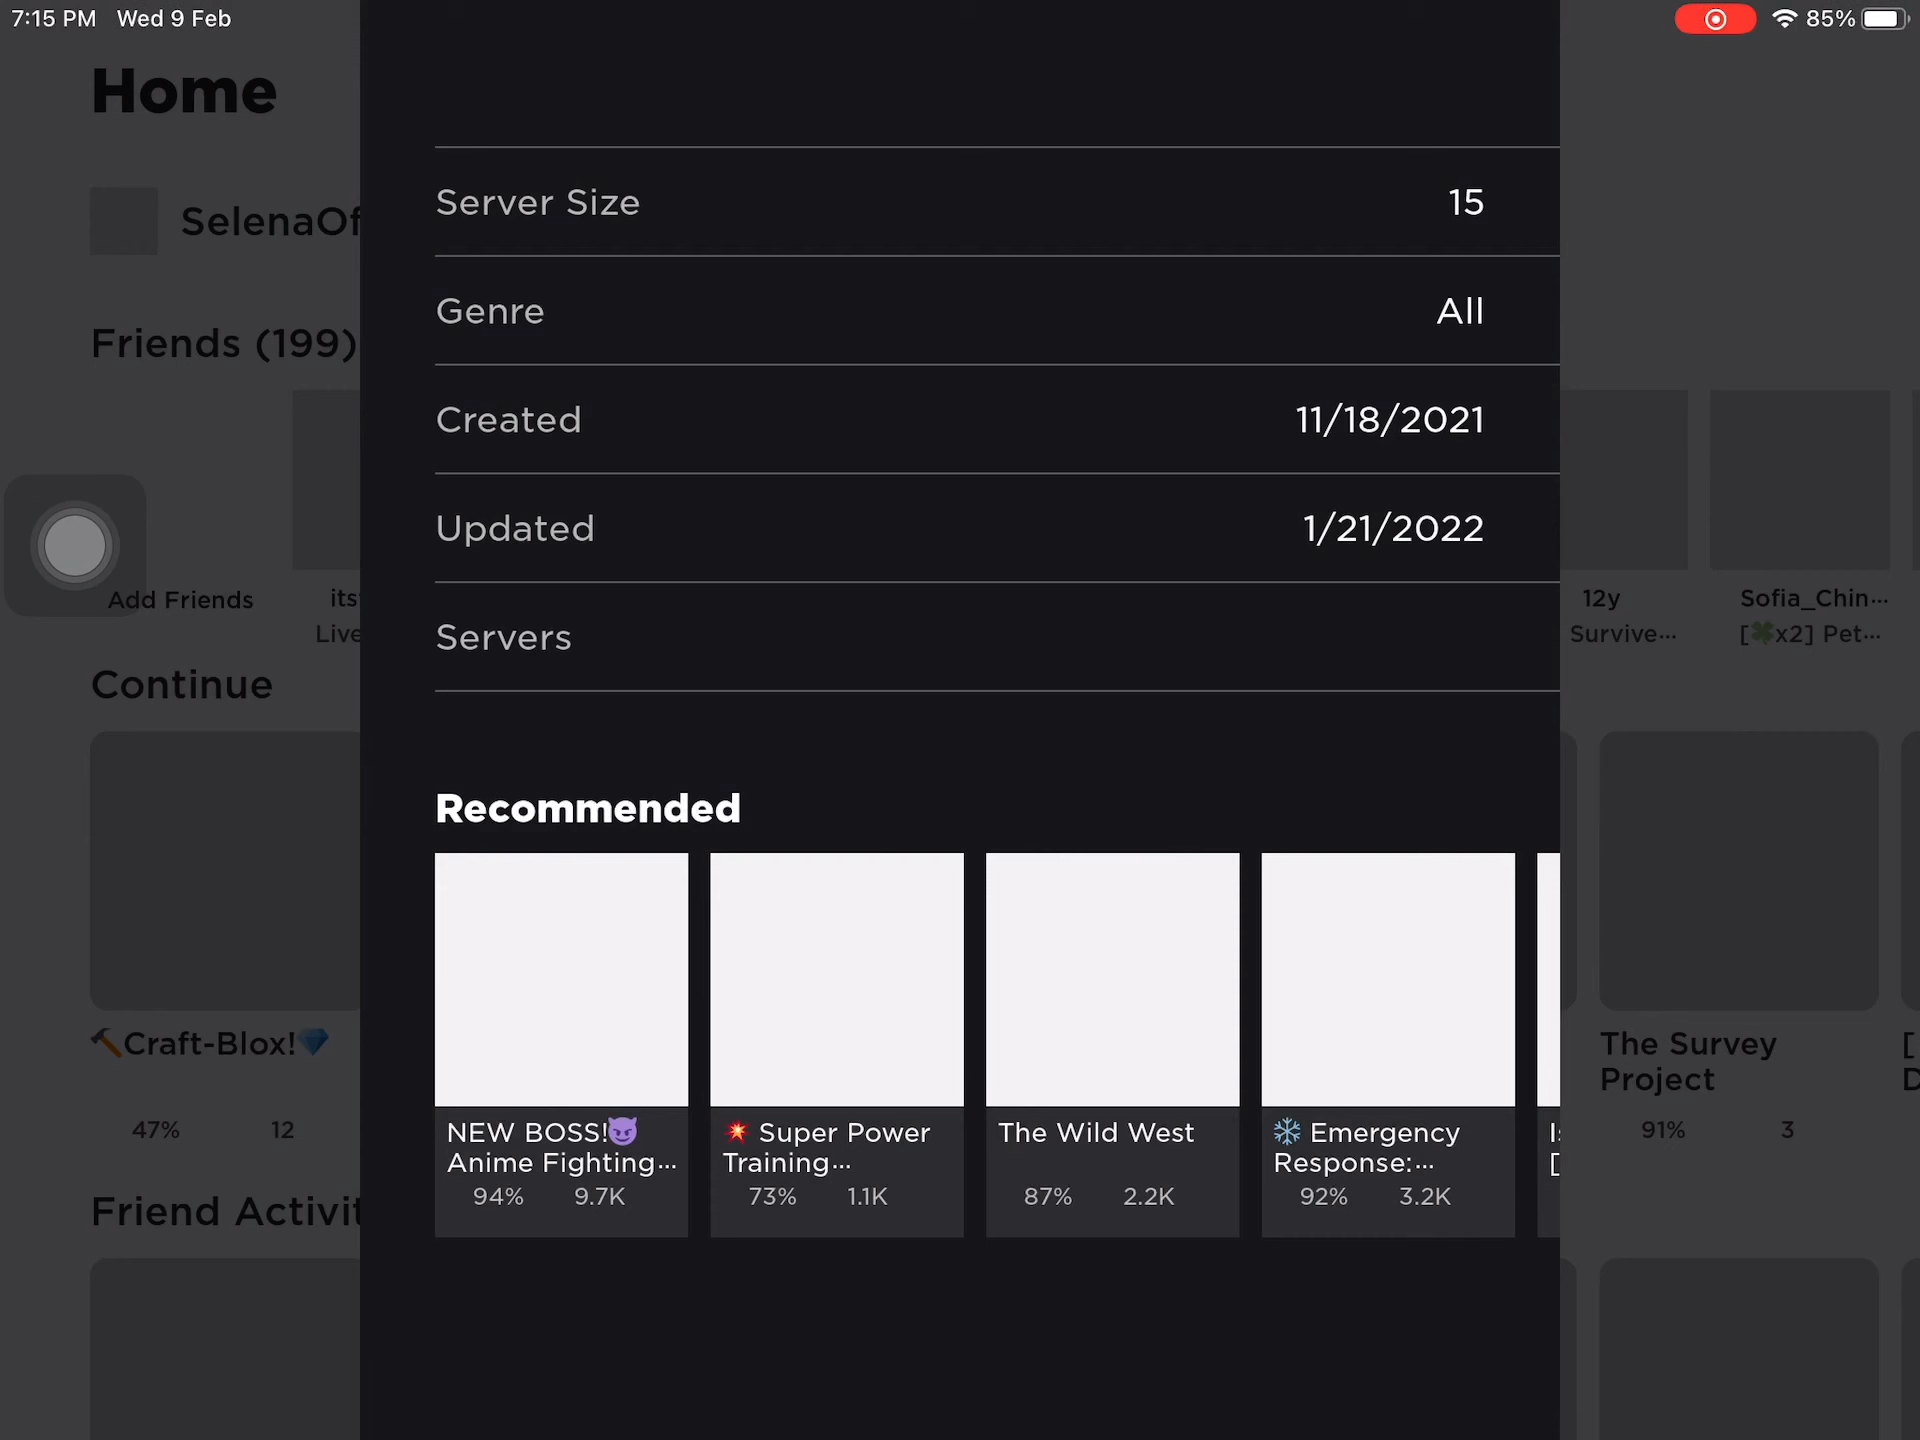 7:15 PM Wed 9 Feb
85%
Home
SelenaOf
Friends (199)
Add Friends
its
Live
12y
Survive...
Sofia_Chin...
[🍀x2] Pet...
Continue
🔨Craft-Blox!💎
47% 12
The Survey
Project
91% 3
[
D
Friend Activit
Server Size 15
Genre All
Created 11/18/2021
Updated 1/21/2022
Servers
Recommended
NEW BOSS!😈
Anime Fighting...
94% 9.7K
💥 Super Power
Training...
73% 1.1K
The Wild West
87% 2.2K
❄️ Emergency
Response:...
92% 3.2K
[